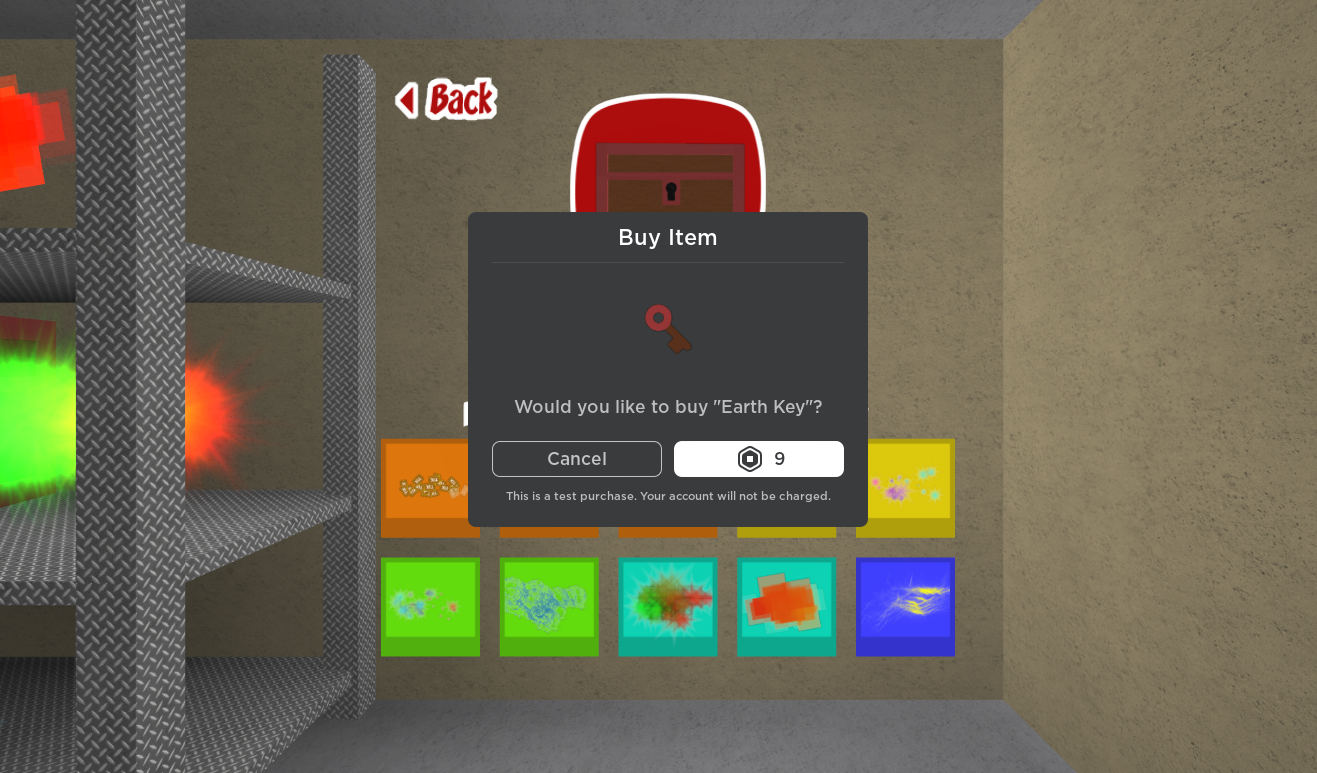 Back
Buy Item
Would you like to buy "Earth Key"?
Cancel
9
This is a test purchase. Your account will not be charged.